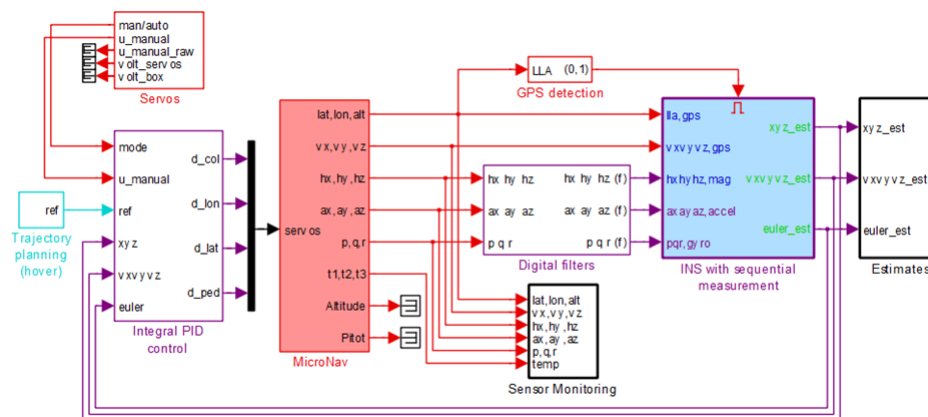 man/auto
u_manual
u_manual_raw
volt_servos
volt_box
Servos
mode
u_manual
ref
xyz
vxvyvz
euler
d_col
d_lon
d_lat
d_ped
Integral PID
control
ref
Trajectory
planning
(hover)
servos
lat,lon,alt
vx,vy,vz
hx,hy,hz
ax,ay,az
p,q,r
t1,t2,t3
Altitude
Pitot
MicroNav
LLA (0,1)
GPS detection
hx hy hz hx hy hz (f)
ax ay az ax ay az (f)
p q r p q r (f)
Digital filters
lat,lon,alt
vx,vy,vz
hx,hy,hz
ax,ay,az
p,q,r
temp
Sensor Monitoring
lla,gps
vxvyvz,gps
hxhyhz,mag
axayaz,accel
pqr,gyro
xyz_est
vxvyvz_est
euler_est
INS with sequential
measurement
xyz_est
vxvyvz_est
euler_est
Estimates